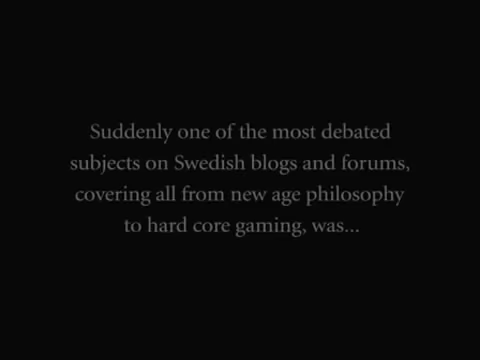 Suddenly one of the most debated
subjects on Swedish blogs and forums,
covering all from new age philosophy
to hard core gaming, was...